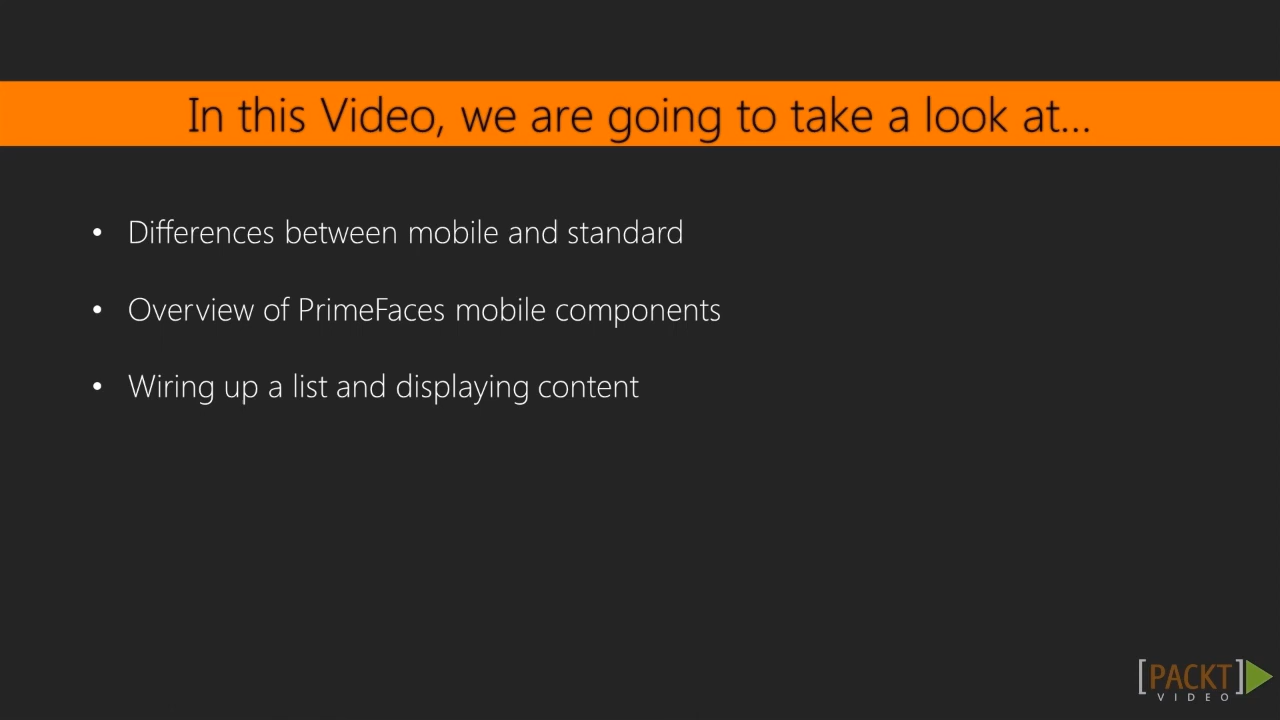 In this Video, we are going to take a look at...
• Differences between mobile and standard
• Overview of PrimeFaces mobile components
• Wiring up a list and displaying content
[PACKT]
VIDEO